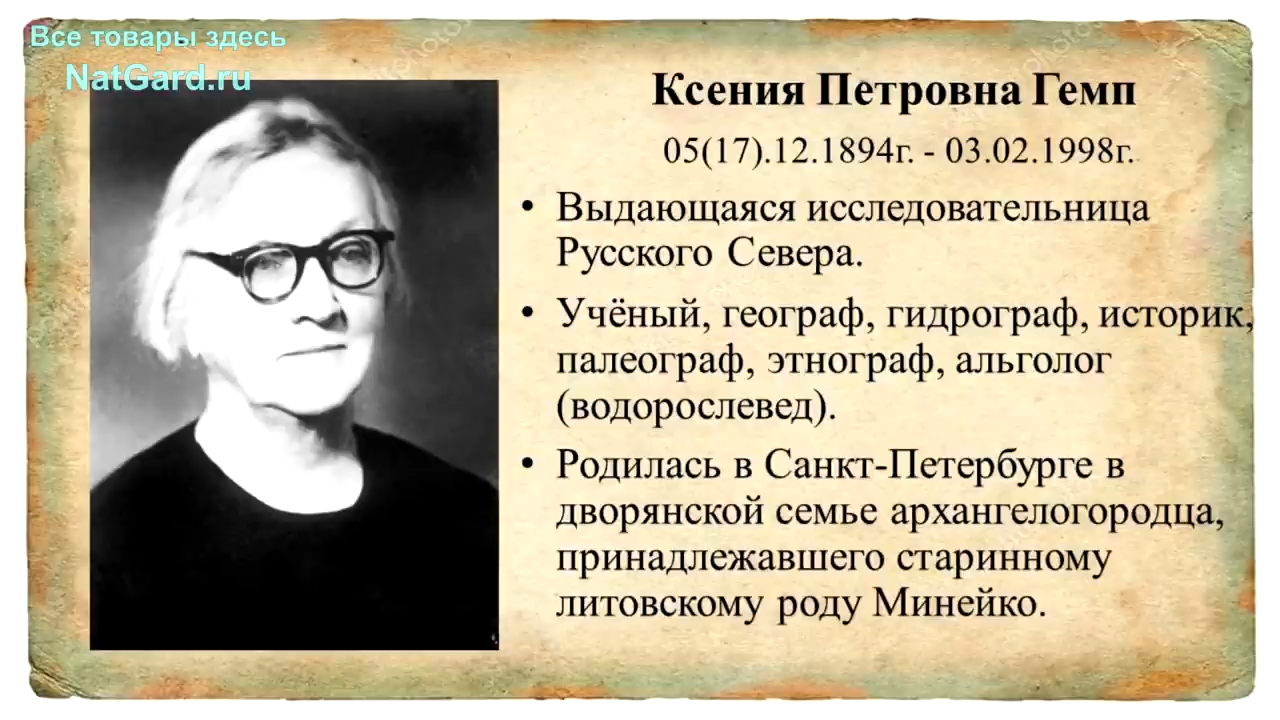 Все товары здесь
NatGard.ru
Ксения Петровна Гемп
05(17).12.1894г. - 03.02.1998г.
• Выдающаяся исследовательница
Русского Севера.
• Учёный, географ, гидрограф, историк,
палеограф, этнограф, альголог
(водорослевед).
• Родилась в Санкт-Петербурге в
дворянской семье архангелогородца,
принадлежавшего старинному
литовскому роду Минейко.